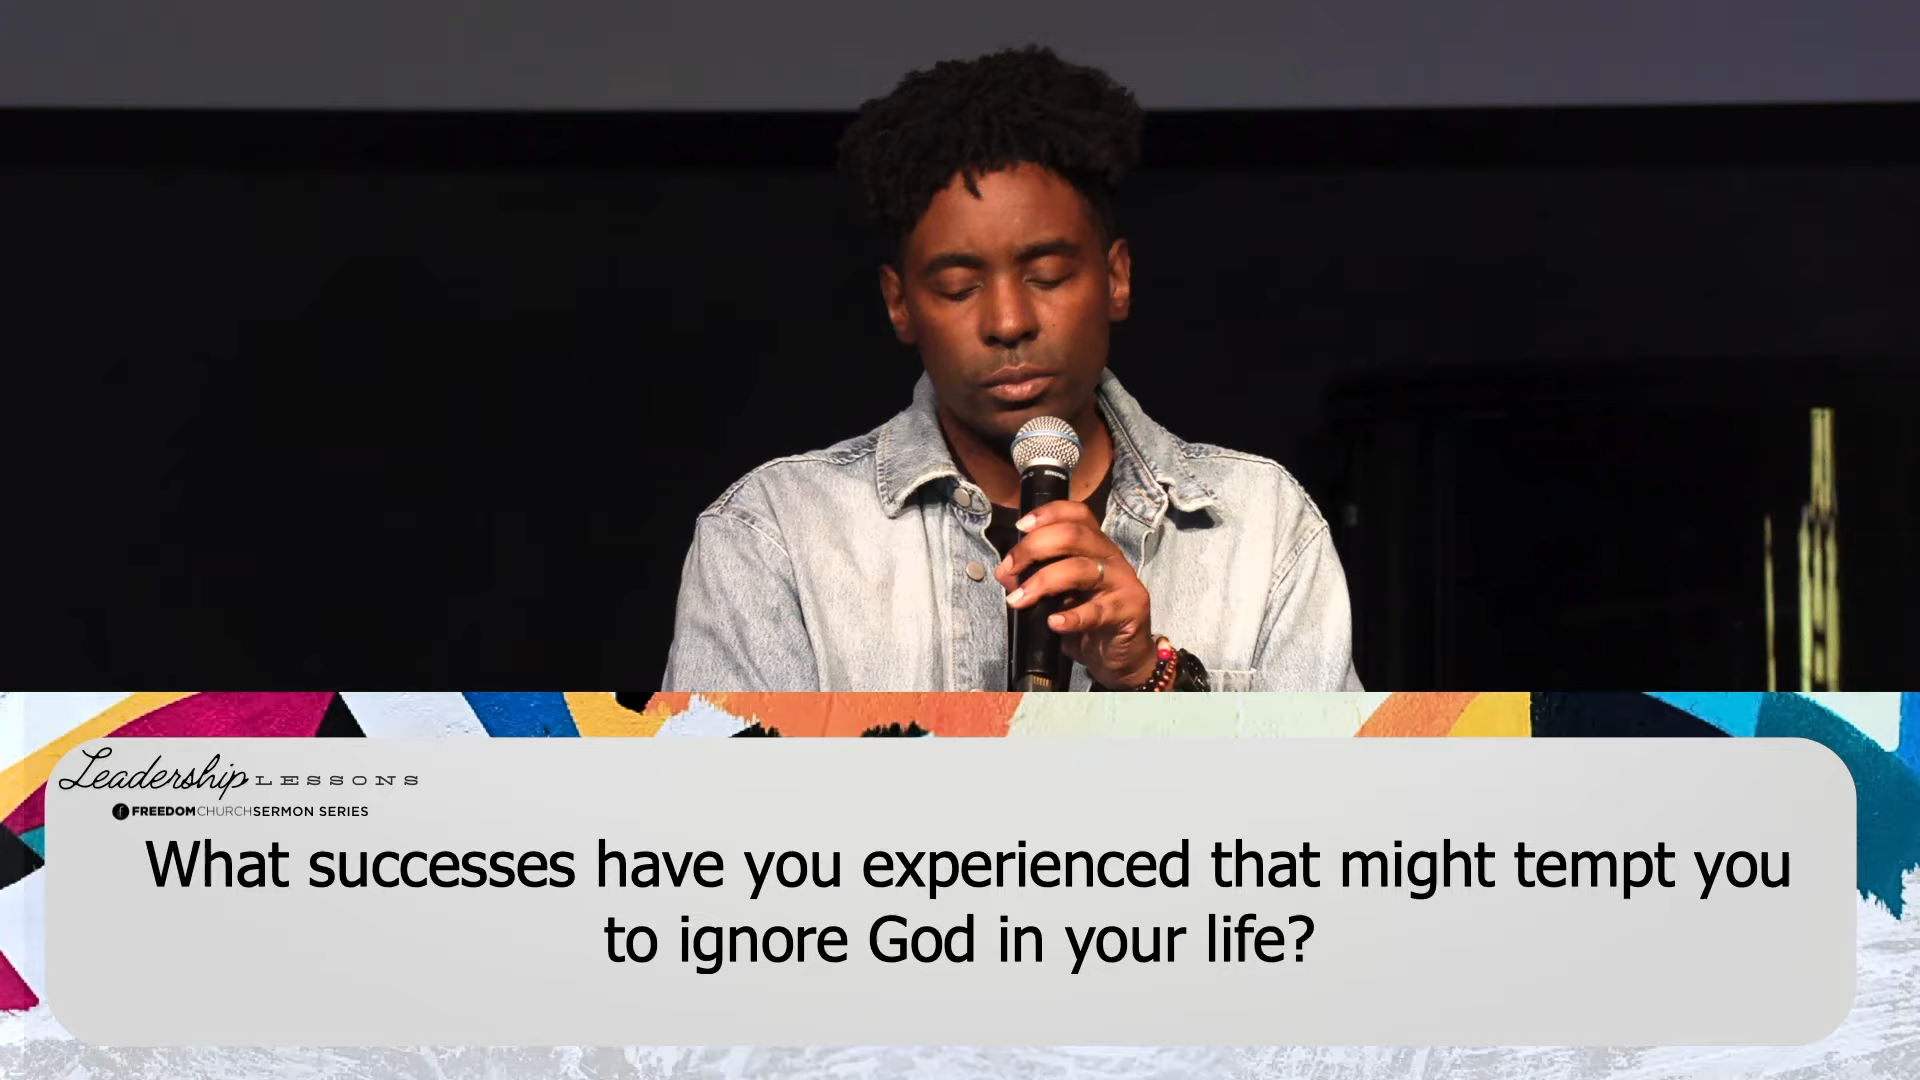 Leadership LESSONS
FREEDOMCHURCHSERMON SERIES
What successes have you experienced that might tempt you
to ignore God in your life?